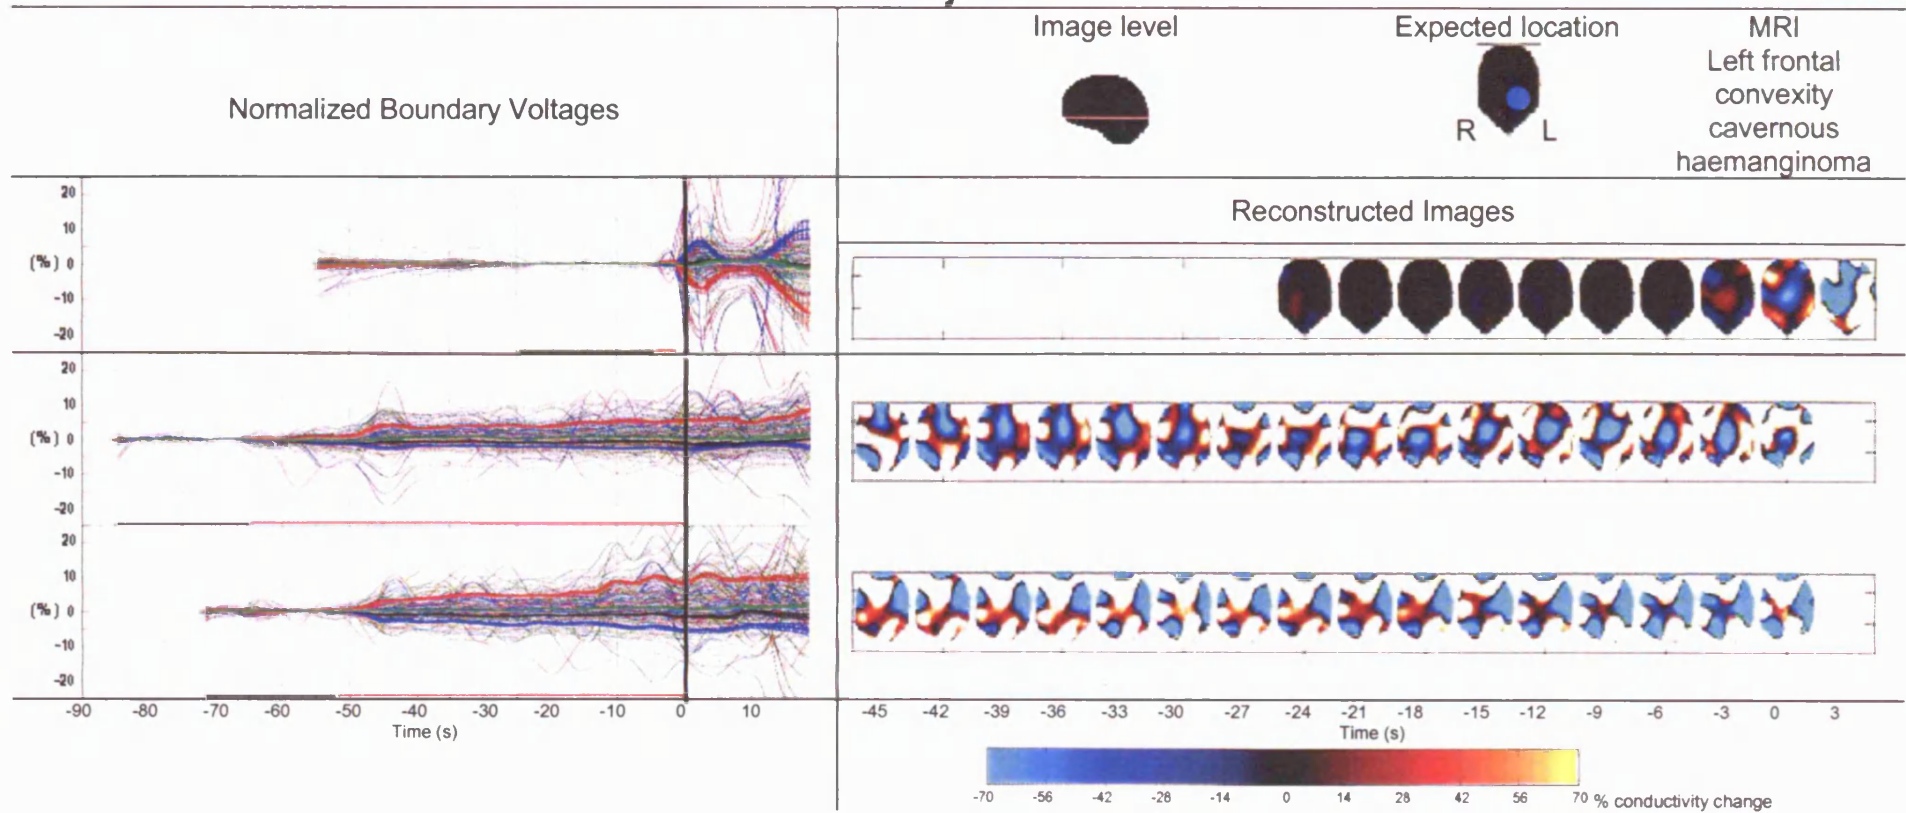 Normalized Boundary Voltages
Image level
Expected location
R L
MRI
Left frontal
convexity
cavernous
haemanginoma
Reconstructed Images
20
10
(%) 0
-10
-20
20
10
(%) 0
-10
-20
20
10
(%) 0
-10
-20
-90 -80 -70 -60 -50 -40 -30 -20 -10 0 10
Time (s)
-45 -42 -39 -36 -33 -30 -27 -24 -21 -18 -15 -12 -9 -6 -3 0 3
Time (s)
-70 -56 -42 -28 -14 0 14 28 42 56 70 % conductivity change